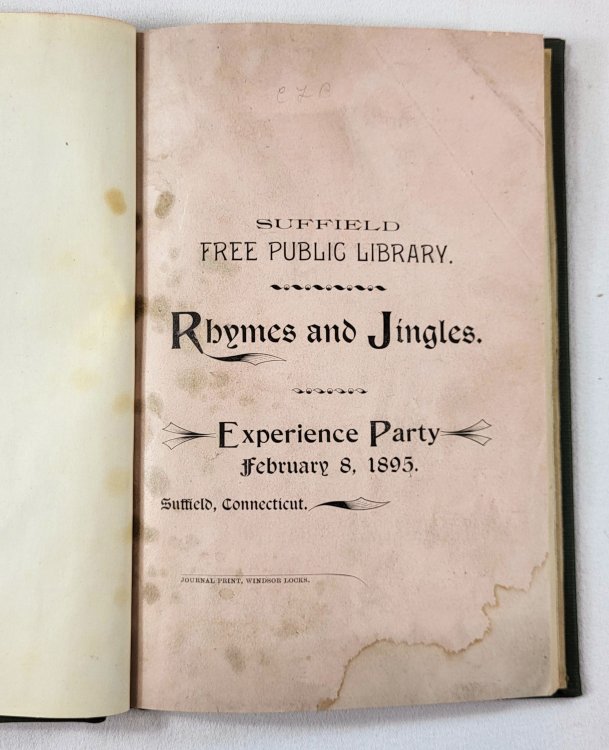 SUFFIELD
FREE PUBLIC LIBRARY.
Rhymes and Jingles.
Experience Party
February 8, 1895.
Suffield, Connecticut.
JOURNAL PRINT, WINDSOR LOCKS.